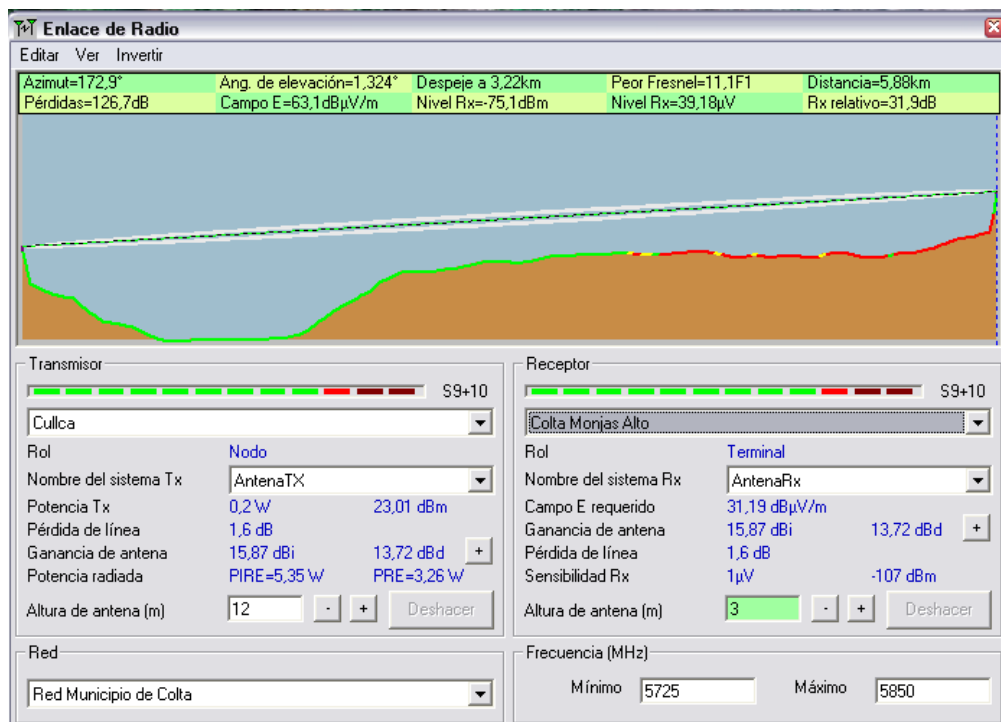 Enlace de Radio
Editar Ver Invertir
Azimut=172,9° Ang. de elevación=1,324° Despeje a 3,22km Peor Fresnel=11,1F1 Distancia=5,88km
Pérdidas=126,7dB Campo E=63,1dBµV/m Nivel Rx=-75,1dBm Nivel Rx=39,18µV Rx relativo=31,9dB
Transmisor
S9+10
Cullca
Rol Nodo
Nombre del sistema Tx AntenaTX
Potencia Tx 0,2 W 23,01 dBm
Pérdida de línea 1,6 dB
Ganancia de antena 15,87 dBi 13,72 dBd +
Potencia radiada PIRE=5,35 W PRE=3,26 W
Altura de antena (m) 12 - + Deshacer
Receptor
S9+10
Colta Monjas Alto
Rol Terminal
Nombre del sistema Rx AntenaRx
Campo E requerido 31,19 dBµV/m
Ganancia de antena 15,87 dBi 13,72 dBd +
Pérdida de línea 1,6 dB
Sensibilidad Rx 1µV -107 dBm
Altura de antena (m) 3 - + Deshacer
Red
Red Municipio de Colta
Frecuencia (MHz)
Mínimo 5725 Máximo 5850